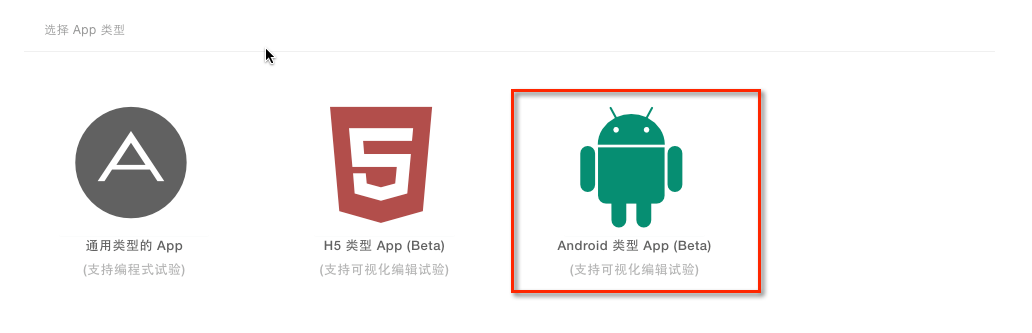 选择 App 类型
通用类型的 App
(支持编程式试验)
H5 类型 App (Beta)
(支持可视化编辑试验)
Android 类型 App (Beta)
(支持可视化编辑试验)